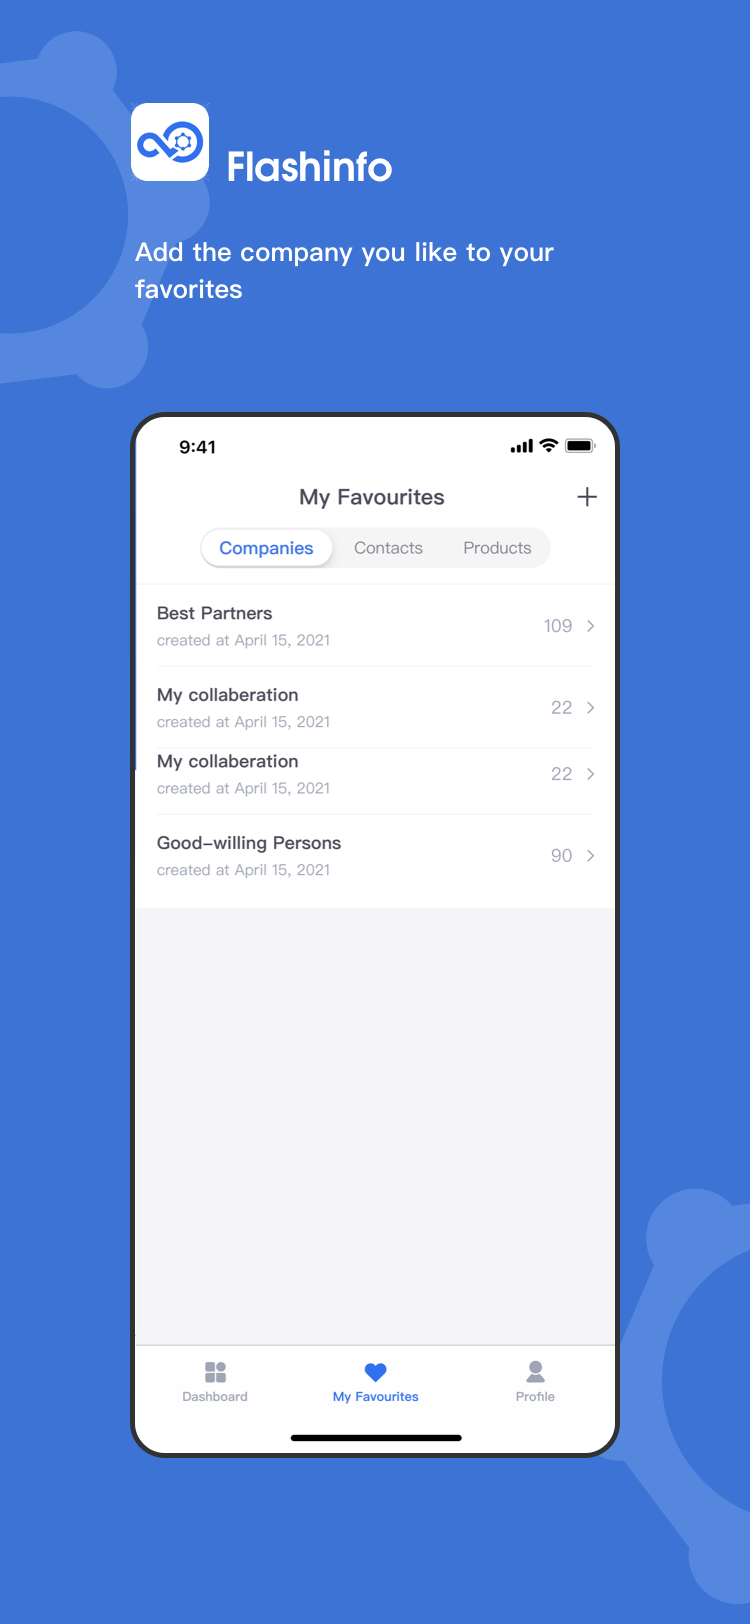 Flashinfo
Add the company you like to your
favorites
9:41
My Favourites
Companies Contacts Products
Best Partners
created at April 15, 2021
109
My collaberation
created at April 15, 2021
22
My collaberation
created at April 15, 2021
22
Good-willing Persons
created at April 15, 2021
90
Dashboard My Favourites Profile